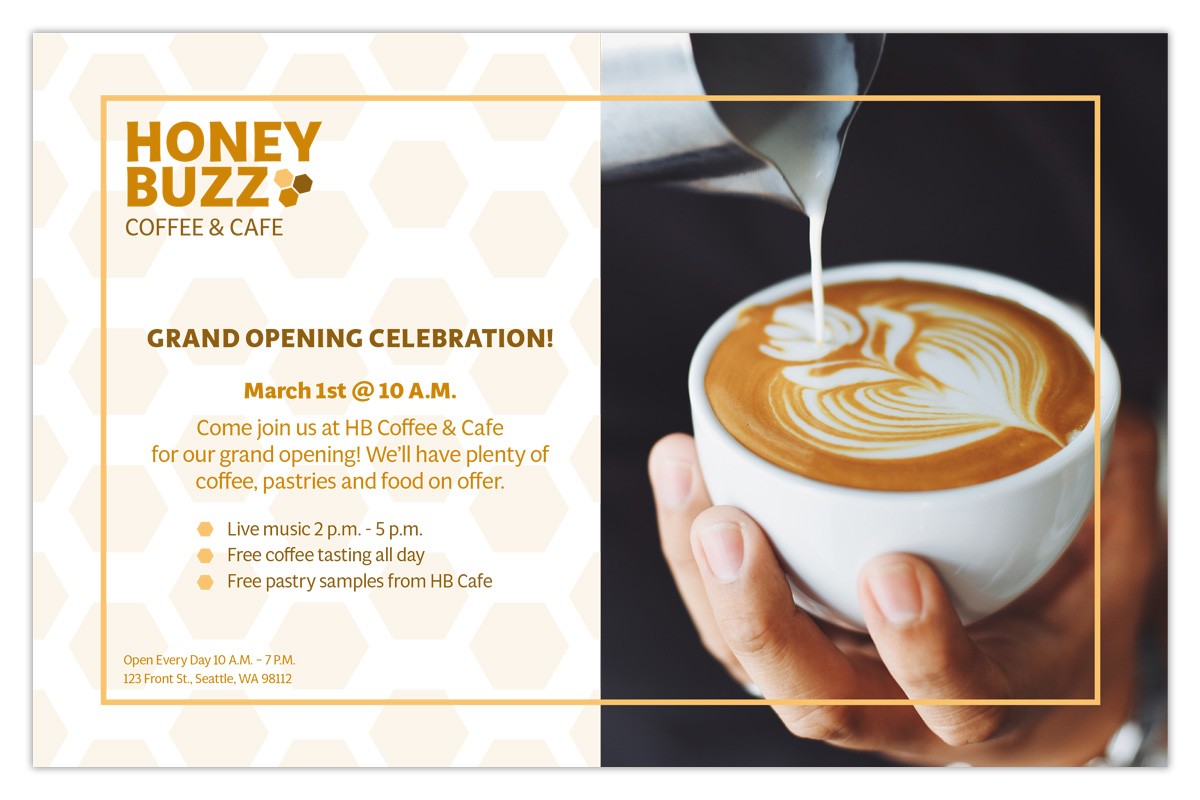 HONEY
BUZZ
COFFEE & CAFE
GRAND OPENING CELEBRATION!
March 1st @ 10 A.M.
Come join us at HB Coffee & Cafe
for our grand opening! We’ll have plenty of
coffee, pastries and food on offer.
Live music 2 p.m. - 5 p.m.
Free coffee tasting all day
Free pastry samples from HB Cafe
Open Every Day 10 A.M. – 7 P.M.
123 Front St., Seattle, WA 98112